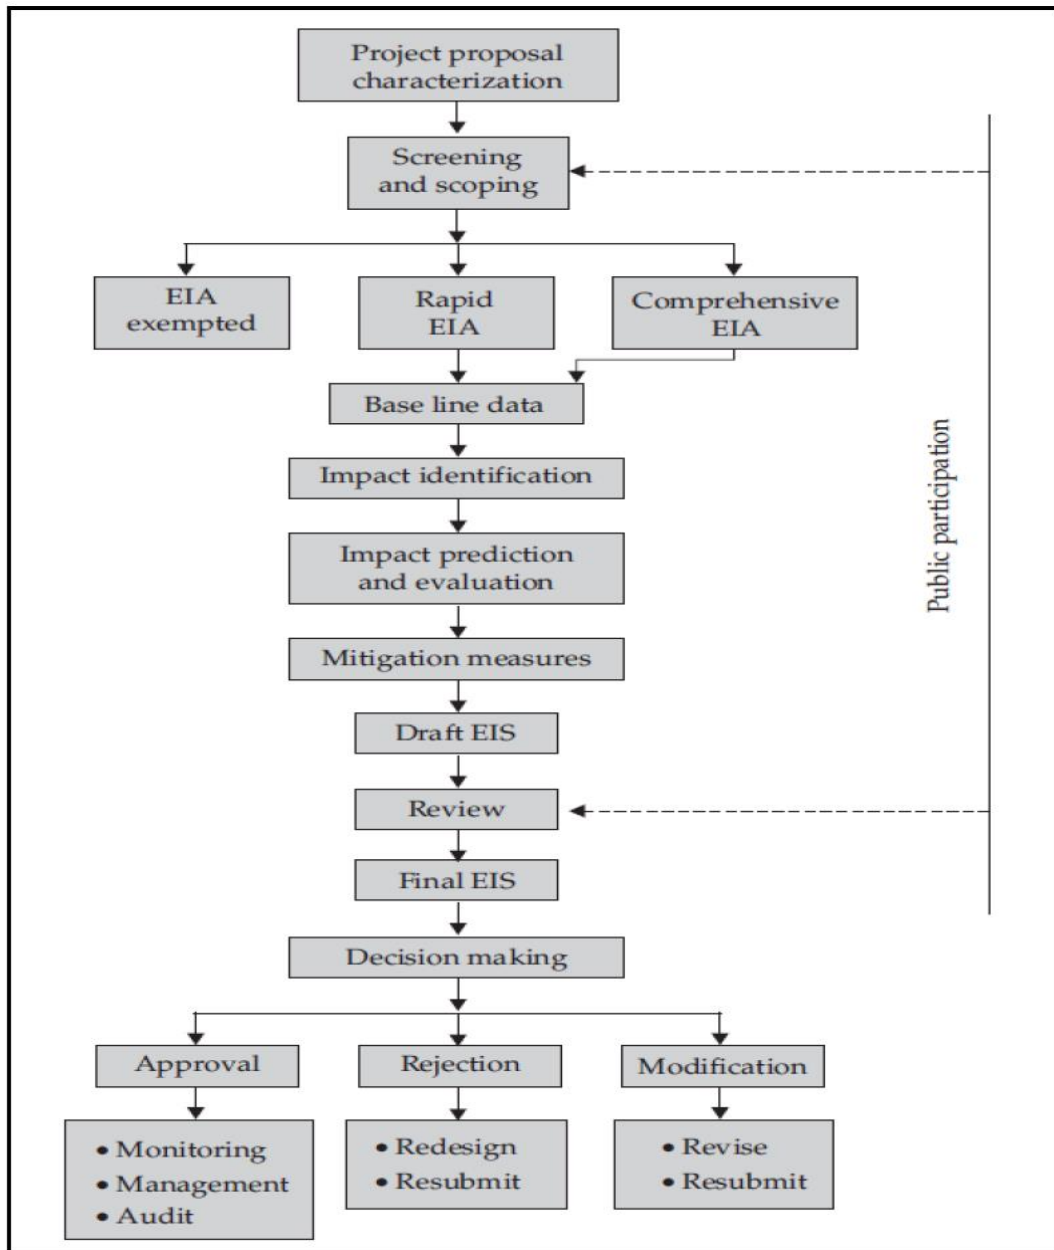 Project proposal
characterization
Screening
and scoping
EIA
exempted
Rapid
EIA
Comprehensive
EIA
Base line data
Impact identification
Impact prediction
and evaluation
Mitigation measures
Draft EIS
Review
Final EIS
Public participation
Decision making
Approval
Rejection
Modification
• Monitoring
• Management
• Audit
• Redesign
• Resubmit
• Revise
• Resubmit